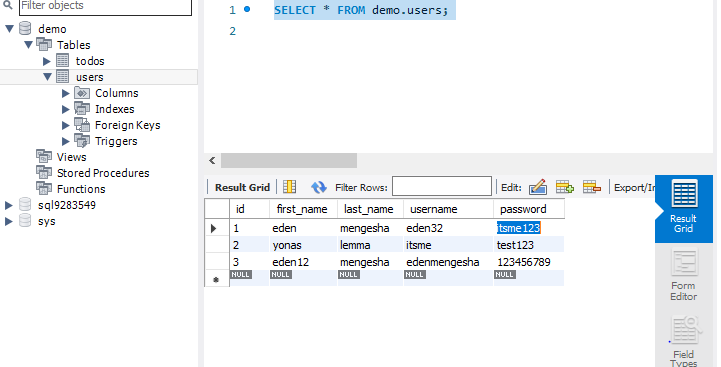 Filter objects
demo
Tables
todos
users
Columns
Indexes
Foreign Keys
Triggers
Views
Stored Procedures
Functions
sql9283549
sys
1 SELECT * FROM demo.users;
2
Result Grid Filter Rows: Edit: Export/Im
id first_name last_name username password
1 eden mengesha eden32 itsme123
2 yonas lemma itsme test123
3 eden12 mengesha edenmengesha 123456789
NULL NULL NULL NULL NULL
Result
Grid
Form
Editor
Field
Types